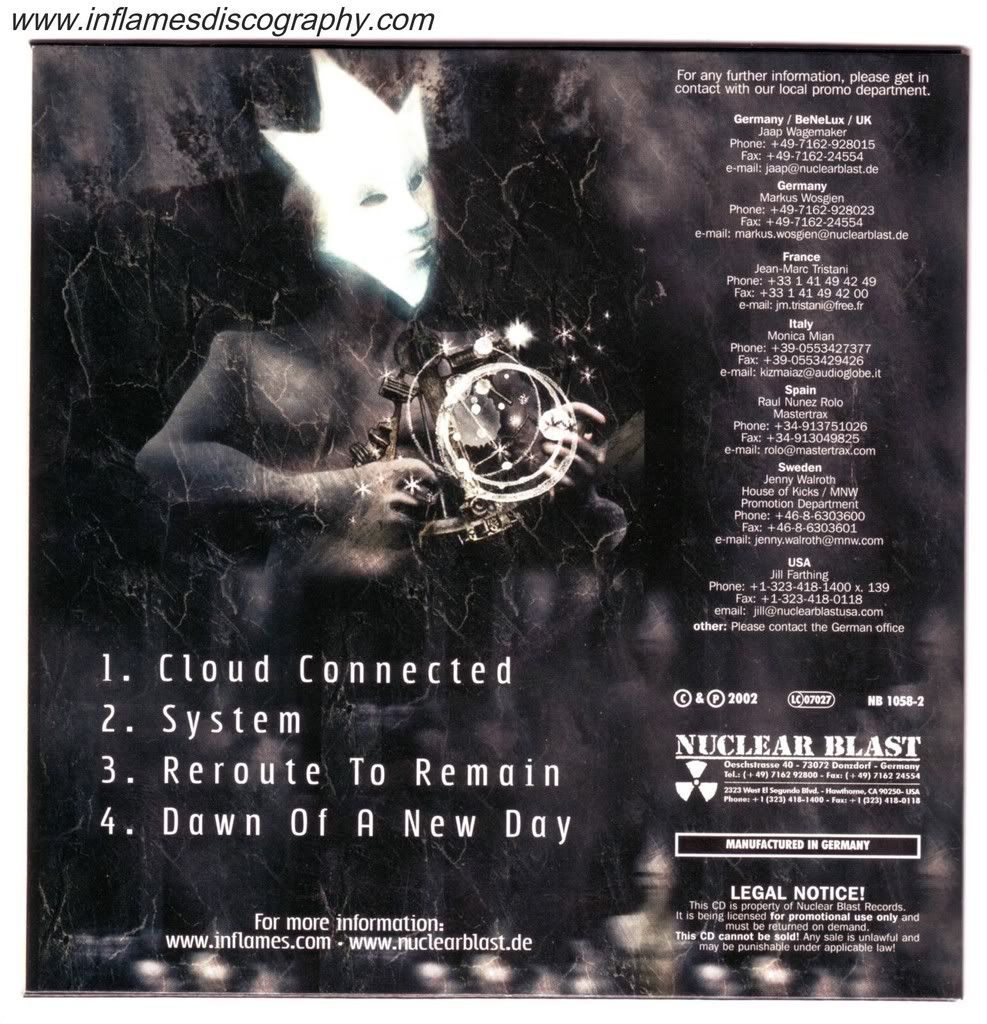 www.inflamesdiscography.com
For any further information, please get in
contact with our local promo department.
Germany / BeNeLux / UK
Jaap Wagemaker
Phone: +49-7162-928015
Fax: +49-7162-24554
e-mail: jaap@nuclearblast.de
Germany
Markus Wosgien
Phone: +49-7162-928023
Fax: +49-7162-24554
e-mail: markus.wosgien@nuclearblast.de
France
Jean-Marc Tristani
Phone: +33 1 41 49 42 49
Fax: +33 1 41 49 42 00
e-mail: jm.tristani@free.fr
Italy
Monica Mian
Phone: +39-0553427377
Fax: +39-0553429426
e-mail: kizmaiaz@audioglobe.it
Spain
Raul Nunez Rolo
Mastertrax
Phone: +34-913751026
Fax: +34-913049825
e-mail: rolo@mastertrax.com
Sweden
Jenny Walroth
House of Kicks / MNW
Promotion Department
Phone: +46-8-6303600
Fax: +46-8-6303601
e-mail: jenny.walroth@mnw.com
USA
Jill Farthing
Phone: +1-323-418-1400 x. 139
Fax: +1-323-418-0118
email: jill@nuclearblastusa.com
other: Please contact the German office
1. Cloud Connected
2. System
3. Reroute To Remain
4. Dawn Of A New Day
For more information:
www.inflames.com - www.nuclearblast.de
© & ℗ 2002 LC 07027 NB 1058-2
NUCLEAR BLAST
Oeschstrasse 40 - 73072 Donzdorf - Germany
Tel.: (+49) 7162 92800 - Fax: (+49) 7162 24554
2323 West El Segundo Blvd. - Hawthorne, CA 90250- USA
Phone: +1 (323) 418-1400 - Fax: +1 (323) 418-0118
MANUFACTURED IN GERMANY
LEGAL NOTICE!
This CD is property of Nuclear Blast Records.
It is being licensed for promotional use only and
must be returned on demand.
This CD cannot be sold! Any sale is unlawful and
may be punishable under applicable law!